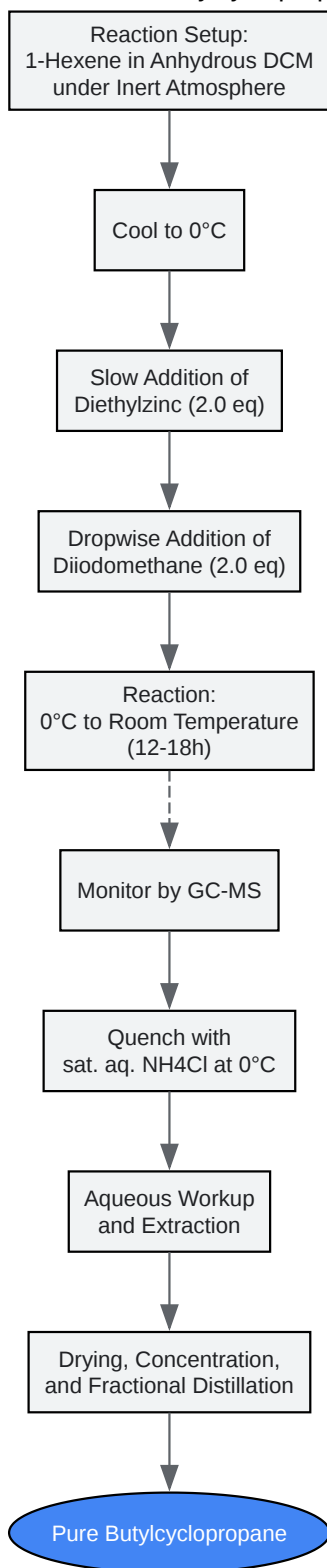 Reaction Setup:
1-Hexene in Anhydrous DCM
under Inert Atmosphere
Cool to 0°C
Slow Addition of
Diethylzinc (2.0 eq)
Dropwise Addition of
Diiodomethane (2.0 eq)
Reaction:
0°C to Room Temperature
(12-18h)
Monitor by GC-MS
Quench with
sat. aq. NH4Cl at 0°C
Aqueous Workup
and Extraction
Drying, Concentration,
and Fractional Distillation
Pure Butylcyclopropane